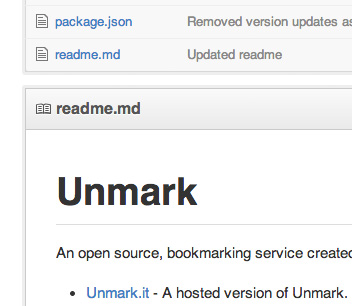 package.json Removed version updates as
readme.md Updated readme
readme.md
Unmark
An open source, bookmarking service created
• Unmark.it - A hosted version of Unmark.